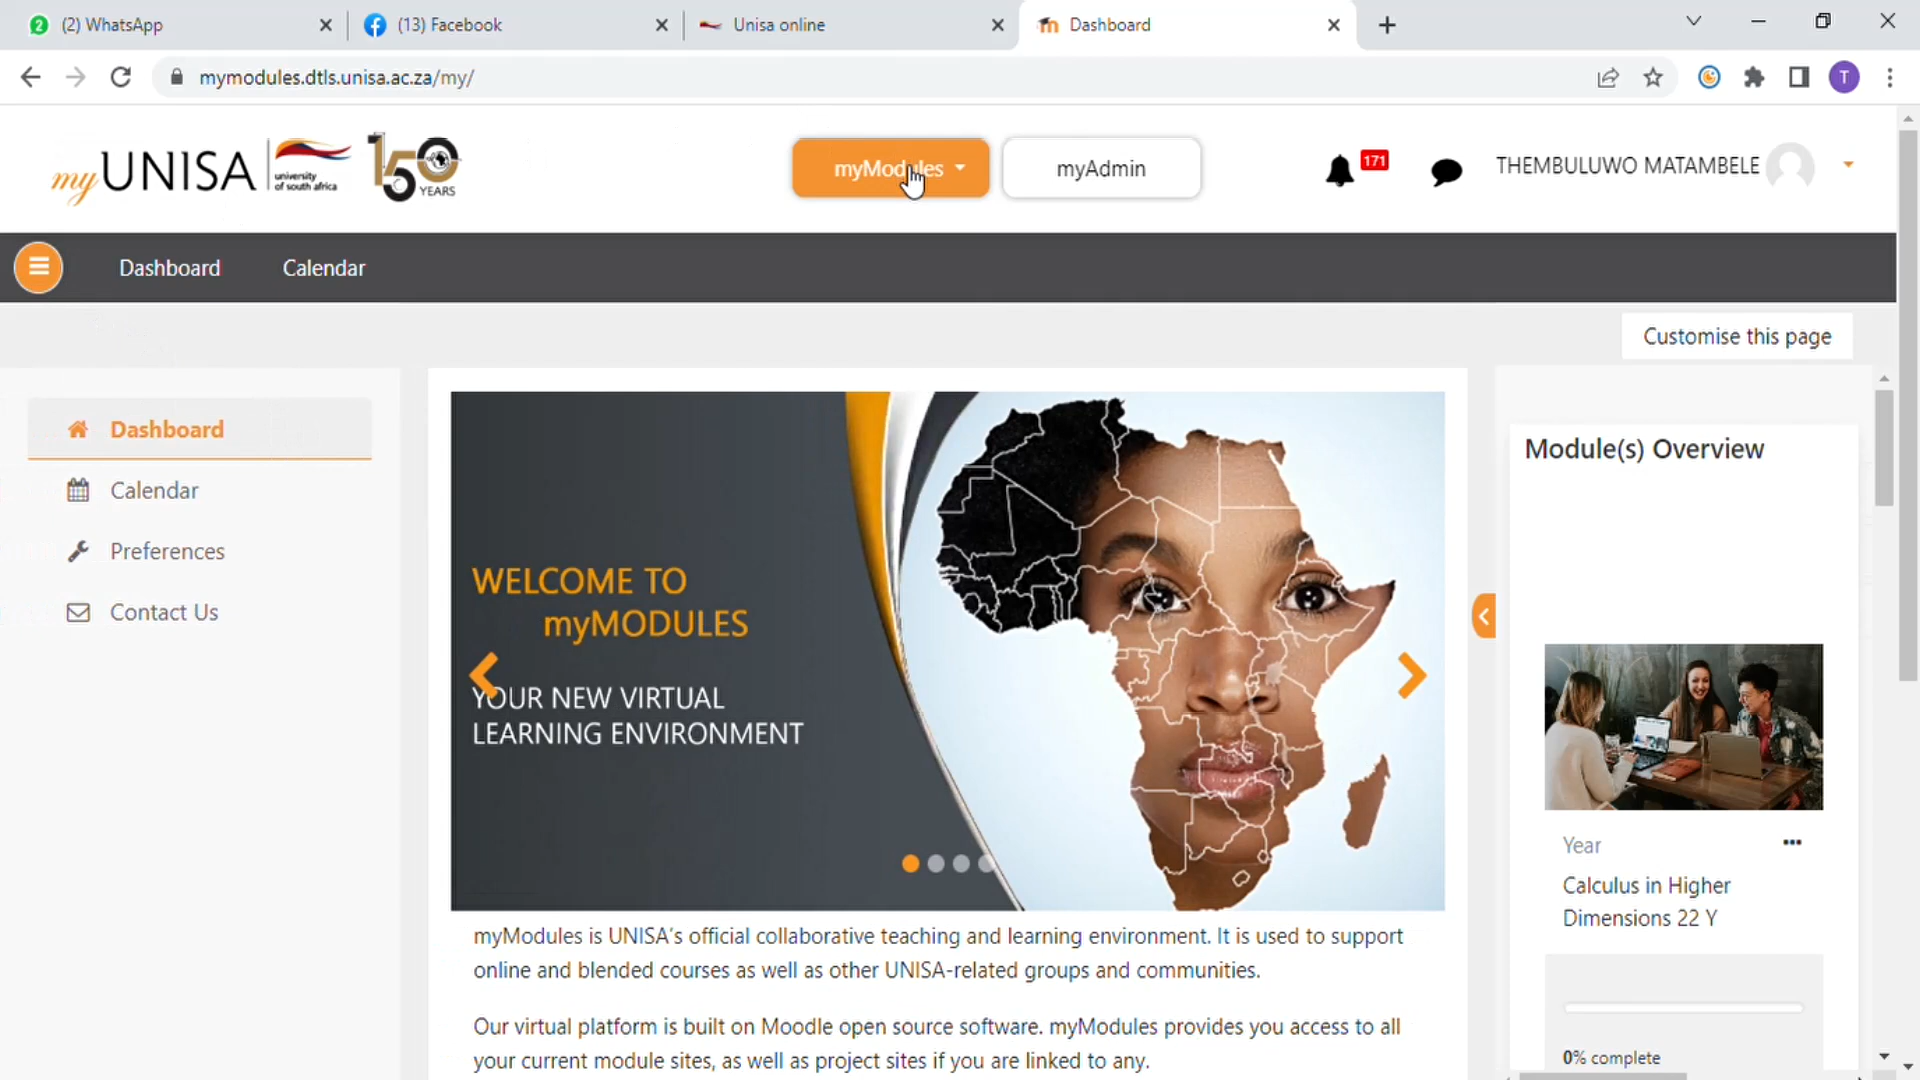 (2) WhatsApp
(13) Facebook
Unisa online
Dashboard
mymodules.dtls.unisa.ac.za/my/
T
my UNISA
university
of south africa
150
YEARS
myModules
myAdmin
171
THEMBULUWO MATAMBELE
Dashboard
Calendar
Customise this page
Dashboard
Calendar
Preferences
Contact Us
WELCOME TO
myMODULES
YOUR NEW VIRTUAL
LEARNING ENVIRONMENT
myModules is UNISA's official collaborative teaching and learning environment. It is used to support
online and blended courses as well as other UNISA-related groups and communities.
Our virtual platform is built on Moodle open source software. myModules provides you access to all
your current module sites, as well as project sites if you are linked to any.
Module(s) Overview
Year
Calculus in Higher
Dimensions 22 Y
0% complete